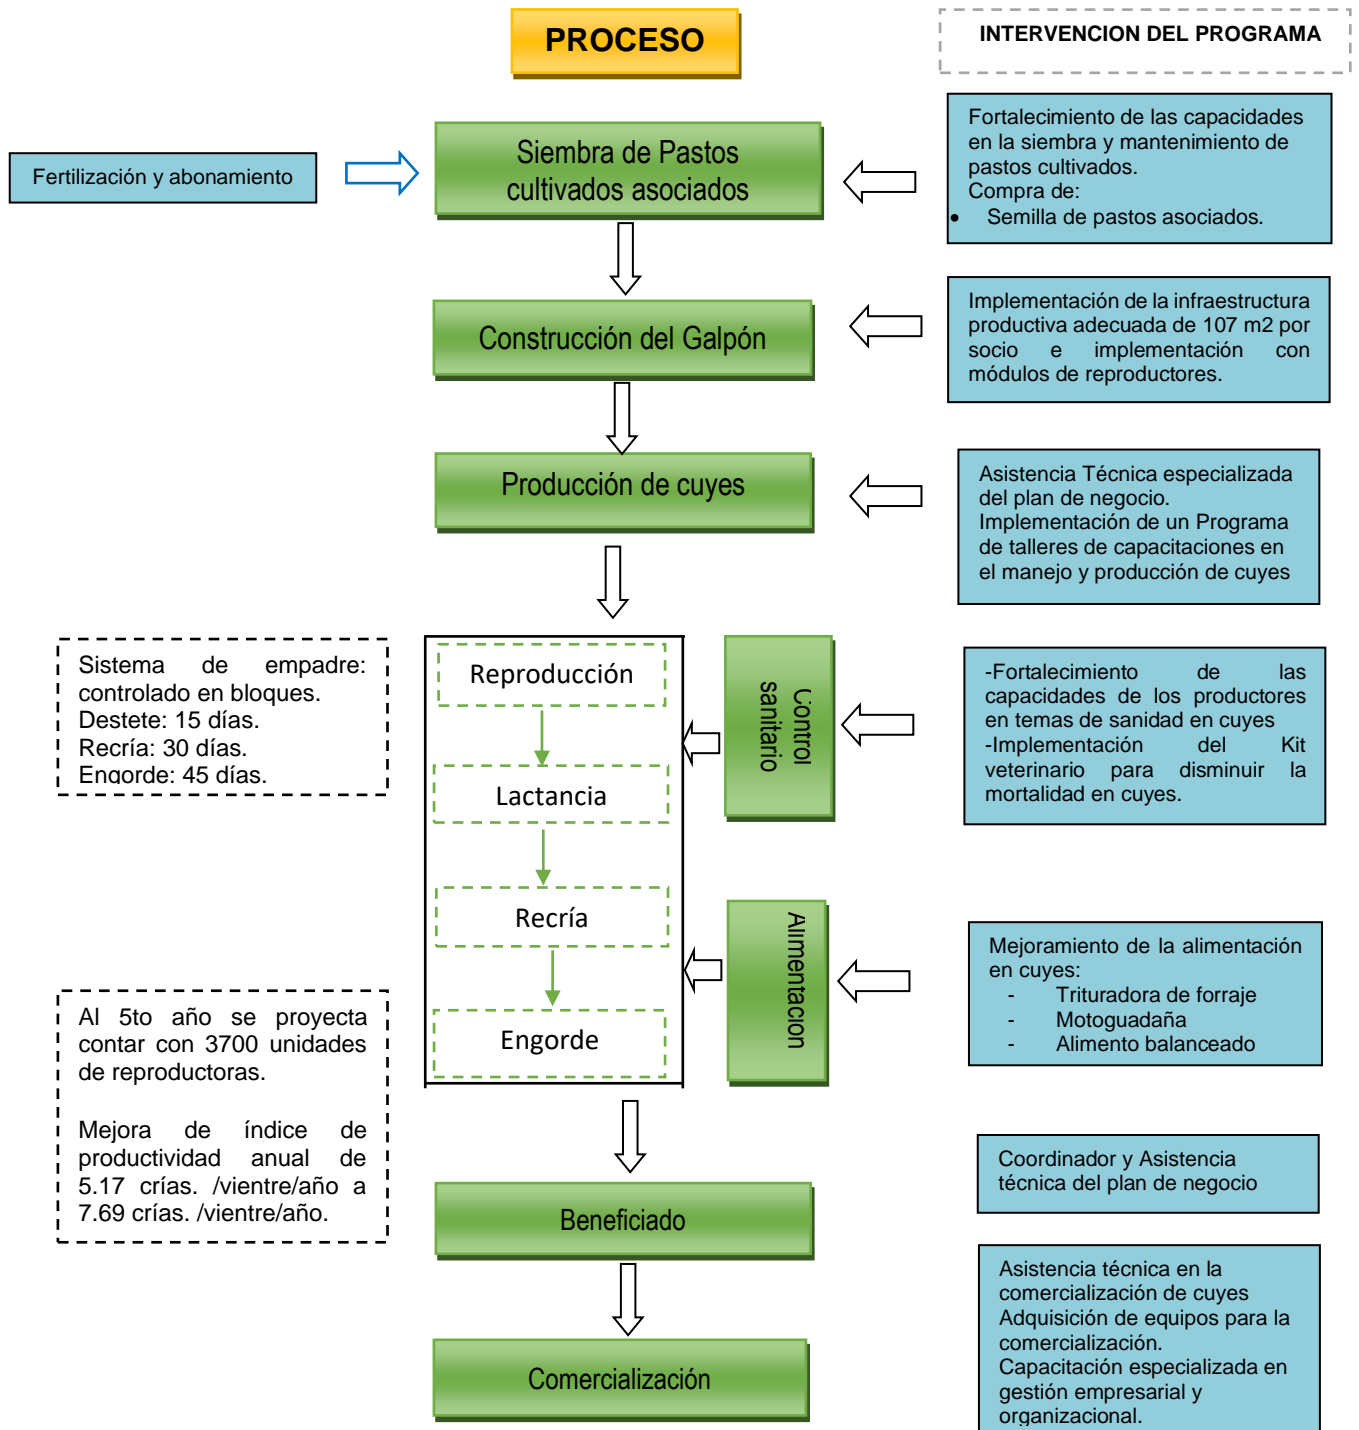 PROCESO
INTERVENCION DEL PROGRAMA
Fertilización y abonamiento
Siembra de Pastos
cultivados asociados
Fortalecimiento de las capacidades
en la siembra y mantenimiento de
pastos cultivados.
Compra de:
• Semilla de pastos asociados.
Construcción del Galpón
Implementación de la infraestructura
productiva adecuada de 107 m2 por
socio e implementación con
módulos de reproductores.
Producción de cuyes
Asistencia Técnica especializada
del plan de negocio.
Implementación de un Programa
de talleres de capacitaciones en
el manejo y producción de cuyes
Sistema de empadre:
controlado en bloques.
Destete: 15 días.
Recría: 30 días.
Engorde: 45 días.
Reproducción
Lactancia
Recría
Engorde
Control
sanitario
-Fortalecimiento de las
capacidades de los productores
en temas de sanidad en cuyes
-Implementación del Kit
veterinario para disminuir la
mortalidad en cuyes.
Alimentacion
Mejoramiento de la alimentación
en cuyes:
- Trituradora de forraje
- Motoguadaña
- Alimento balanceado
Al 5to año se proyecta
contar con 3700 unidades
de reproductoras.
Mejora de índice de
productividad anual de
5.17 crías. /vientre/año a
7.69 crías. /vientre/año.
Beneficiado
Coordinador y Asistencia
técnica del plan de negocio
Comercialización
Asistencia técnica en la
comercialización de cuyes
Adquisición de equipos para la
comercialización.
Capacitación especializada en
gestión empresarial y
organizacional.